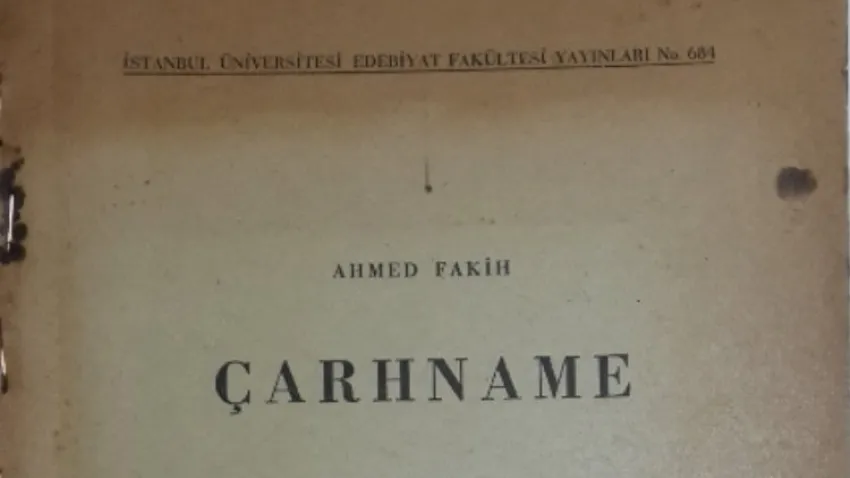 İSTANBUL ÜNİVERSİTESİ EDEBİYAT FAKÜLTESİ YAYINLARI No. 684
AHMED FAKİH
ÇARHNAME